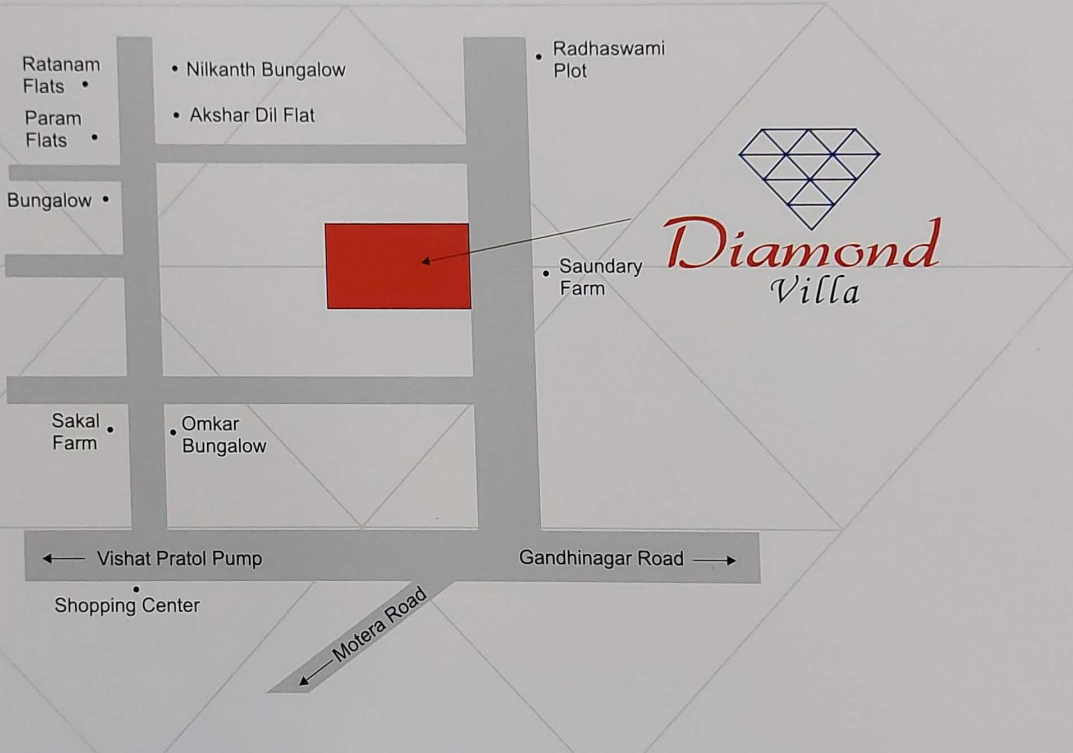 Ratanam
Flats
Nilkanth Bungalow
Radhaswami
Plot
Param
Flats
Akshar Dil Flat
Bungalow
Saundary
Farm
Diamond
Villa
Sakal
Farm
Omkar
Bungalow
Vishat Pratol Pump
Gandhinagar Road
Shopping Center
Motera Road